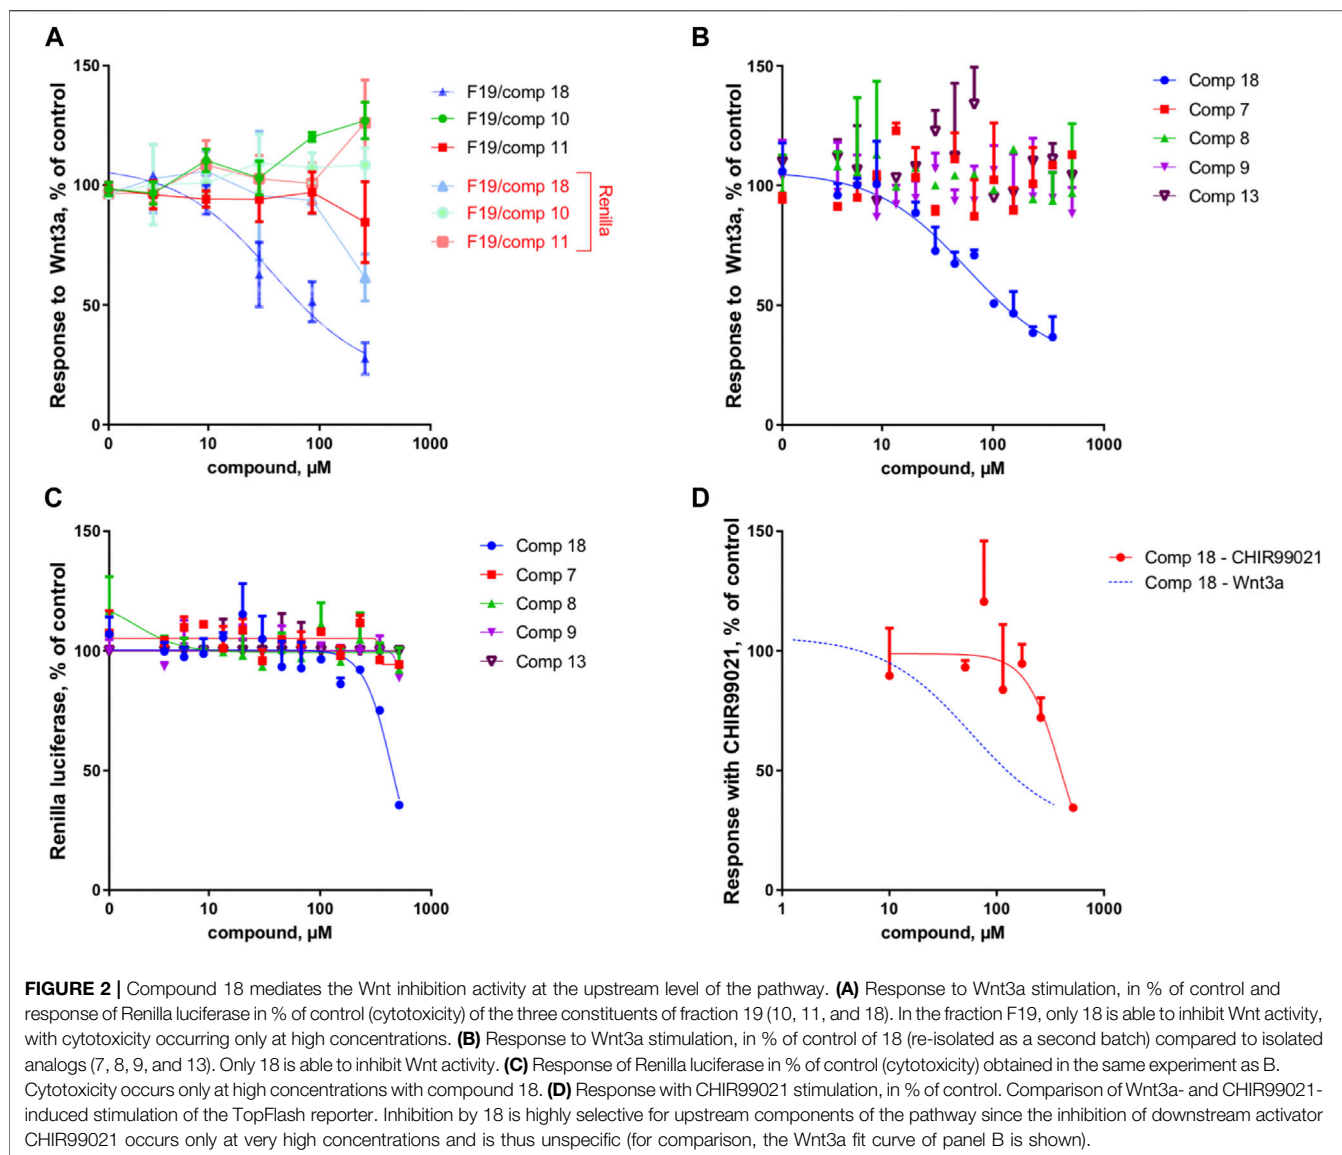 A
Response to Wnt3a, % of control
150
100
50
0
0
10
100
1000
compound, µM
F19/comp 18
F19/comp 10
F19/comp 11
F19/comp 18
F19/comp 10
F19/comp 11
Renilla
B
Response to Wnt3a, % of control
150
100
50
0
0
10
100
1000
compound, µM
Comp 18
Comp 7
Comp 8
Comp 9
Comp 13
C
Renilla luciferase, % of control
150
100
50
0
0
10
100
1000
compound, µM
Comp 18
Comp 7
Comp 8
Comp 9
Comp 13
D
Response with CHIR99021, % of control
150
100
50
0
1
10
100
1000
compound, µM
Comp 18 - CHIR99021
Comp 18 - Wnt3a
FIGURE 2 | Compound 18 mediates the Wnt inhibition activity at the upstream level of the pathway. (A) Response to Wnt3a stimulation, in % of control and
response of Renilla luciferase in % of control (cytotoxicity) of the three constituents of fraction 19 (10, 11, and 18). In the fraction F19, only 18 is able to inhibit Wnt activity,
with cytotoxicity occurring only at high concentrations. (B) Response to Wnt3a stimulation, in % of control of 18 (re-isolated as a second batch) compared to isolated
analogs (7, 8, 9, and 13). Only 18 is able to inhibit Wnt activity. (C) Response of Renilla luciferase in % of control (cytotoxicity) obtained in the same experiment as B.
Cytotoxicity occurs only at high concentrations with compound 18. (D) Response with CHIR99021 stimulation, in % of control. Comparison of Wnt3a- and CHIR99021-
induced stimulation of the TopFlash reporter. Inhibition by 18 is highly selective for upstream components of the pathway since the inhibition of downstream activator
CHIR99021 occurs only at very high concentrations and is thus unspecific (for comparison, the Wnt3a fit curve of panel B is shown).